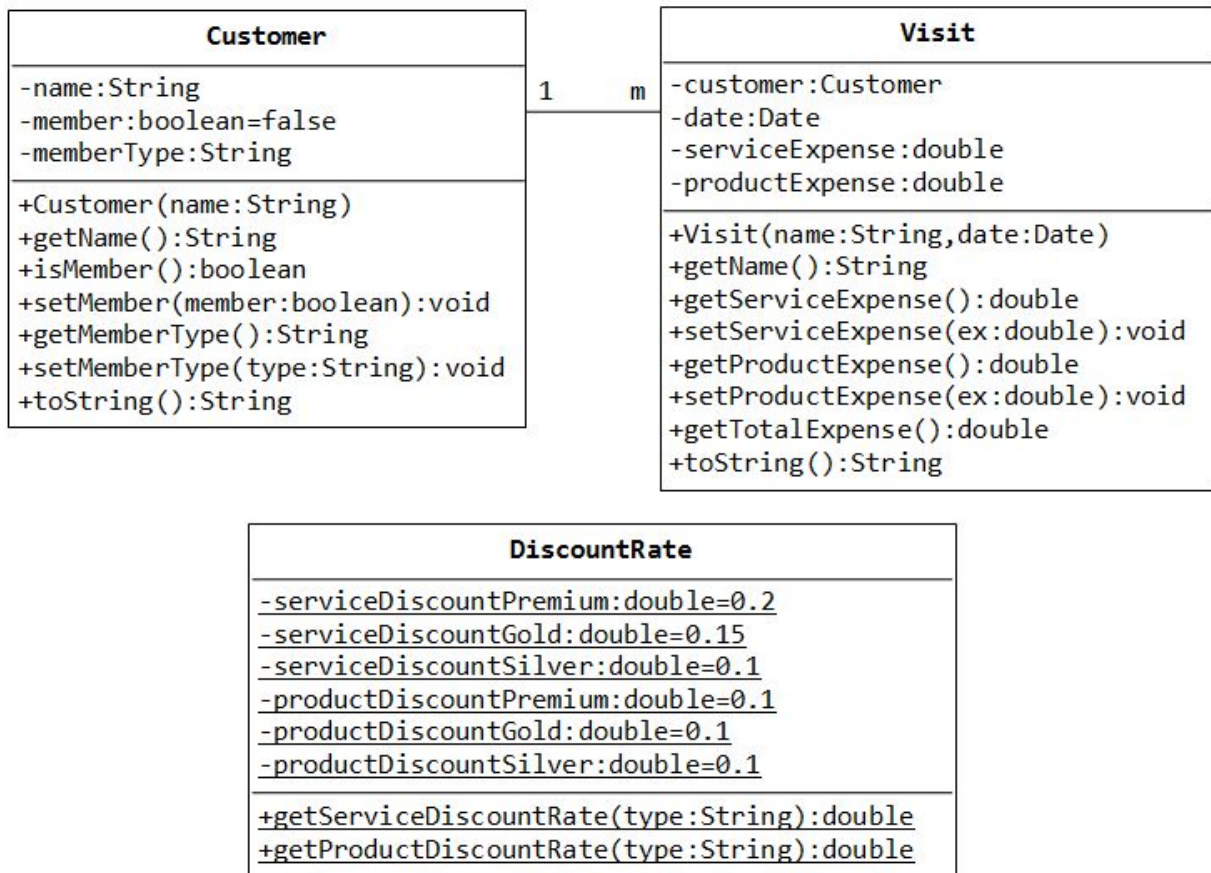 Customer
-name:String
-member:boolean=false
-memberType:String
+Customer(name:String)
+getName():String
+isMember():boolean
+setMember(member:boolean):void
+getMemberType():String
+setMemberType(type:String):void
+toString():String
1 m
Visit
-customer:Customer
-date:Date
-serviceExpense:double
-productExpense:double
+Visit(name:String,date:Date)
+getName():String
+getServiceExpense():double
+setServiceExpense(ex:double):void
+getProductExpense():double
+setProductExpense(ex:double):void
+getTotalExpense():double
+toString():String
DiscountRate
-serviceDiscountPremium:double=0.2
-serviceDiscountGold:double=0.15
-serviceDiscountSilver:double=0.1
-productDiscountPremium:double=0.1
-productDiscountGold:double=0.1
-productDiscountSilver:double=0.1
+getServiceDiscountRate(type:String):double
+getProductDiscountRate(type:String):double